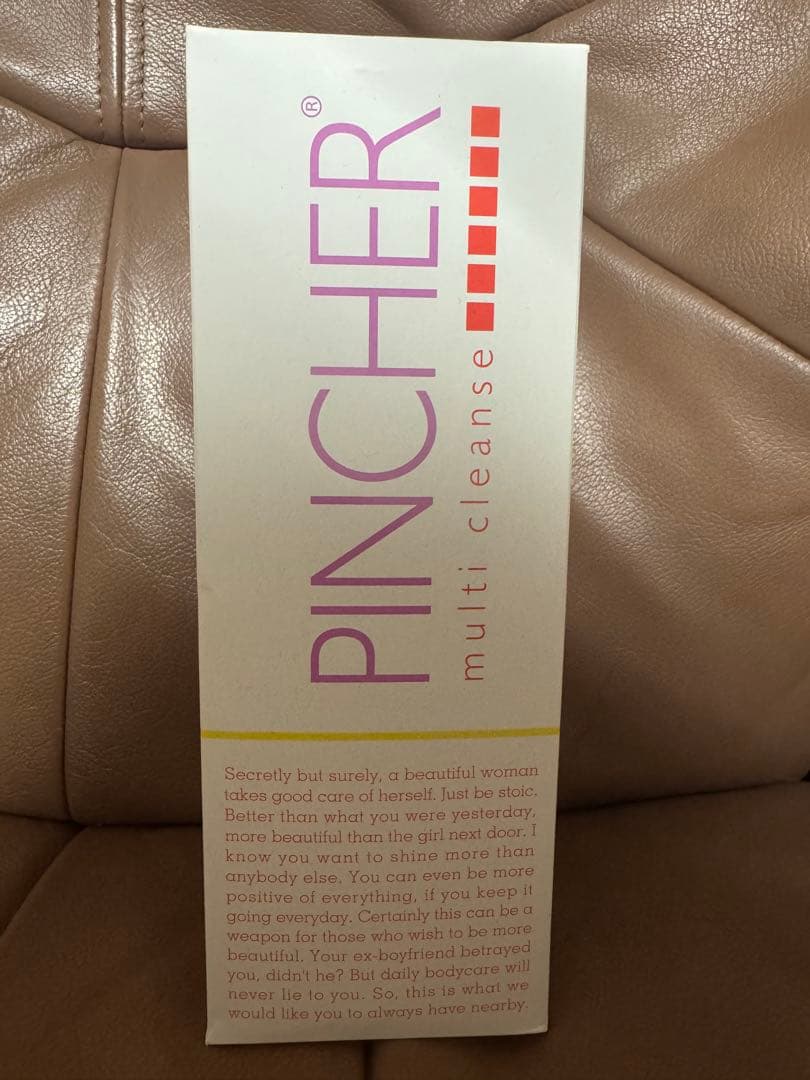 PINCHER®
multi cleanse
Secretly but surely, a beautiful woman
takes good care of herself. Just be stoic.
Better than what you were yesterday,
more beautiful than the girl next door. I
know you want to shine more than
anybody else. You can even be more
positive of everything, if you keep it
going everyday. Certainly this can be a
weapon for those who wish to be more
beautiful. Your ex-boyfriend betrayed
you, didn't he? But daily bodycare will
never lie to you. So, this is what we
would like you to always have nearby.